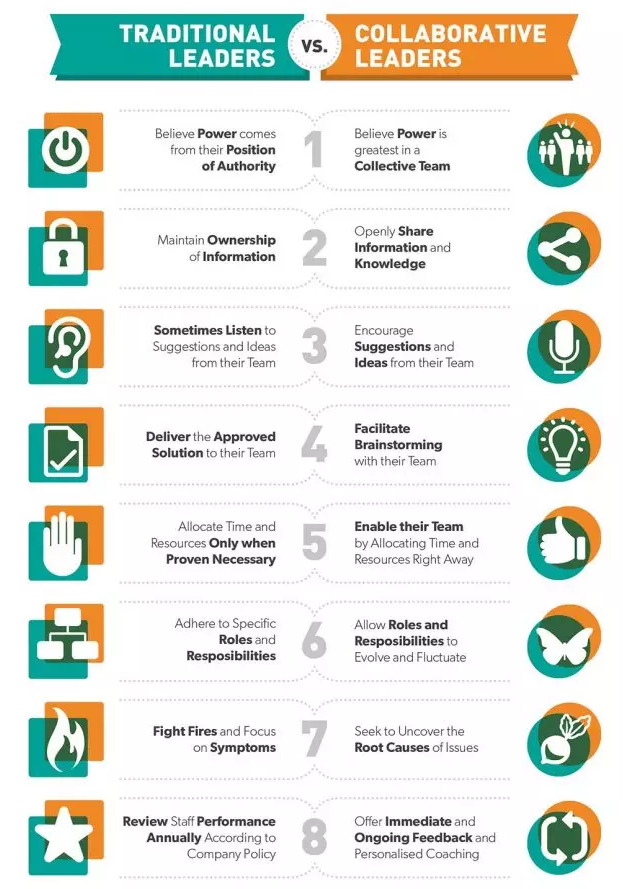 TRADITIONAL
LEADERS
vs.
COLLABORATIVE
LEADERS
Believe Power comes
from their Position
of Authority
1
Believe Power is
greatest in a
Collective Team
Maintain Ownership
of Information
2
Openly Share
Information and
Knowledge
Sometimes Listen to
Suggestions and Ideas
from their Team
3
Encourage
Suggestions and
Ideas from their Team
Deliver the Approved
Solution to their Team
4
Facilitate
Brainstorming
with their Team
Allocate Time and
Resources Only when
Proven Necessary
5
Enable their Team
by Allocating Time and
Resources Right Away
Adhere to Specific
Roles and
Resposibilities
6
Allow Roles and
Resposibilities to
Evolve and Fluctuate
Fight Fires and Focus
on Symptoms
7
Seek to Uncover the
Root Causes of Issues
Review Staff Performance
Annually According to
Company Policy
8
Offer Immediate and
Ongoing Feedback and
Personalised Coaching